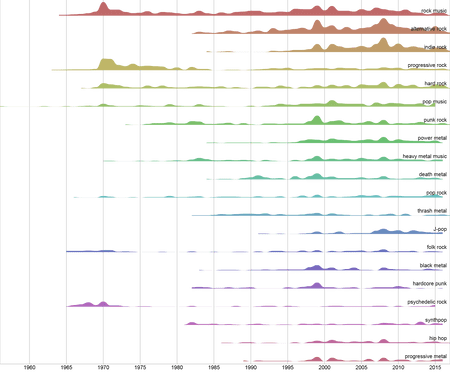 rock music
alternative rock
indie rock
progressive rock
hard rock
pop music
punk rock
power metal
heavy metal music
death metal
pop rock
thrash metal
J-pop
folk rock
black metal
hardcore punk
psychedelic rock
synthpop
hip hop
progressive metal
1960 1965 1970 1975 1980 1985 1990 1995 2000 2005 2010 2015